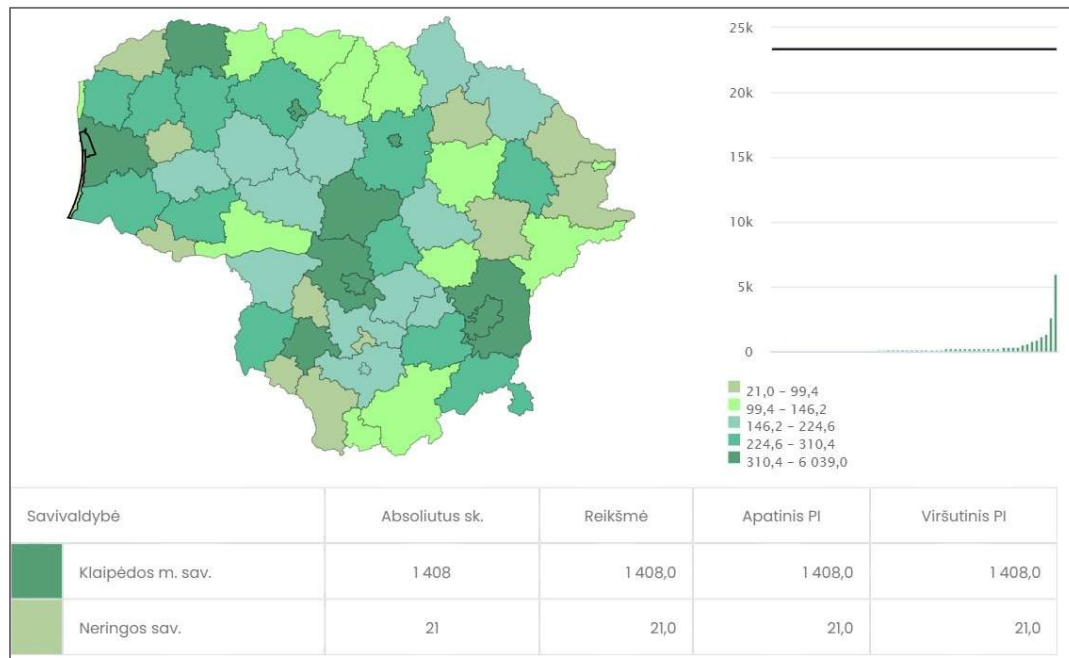 25k
20k
15k
10k
5k
0
21,0 – 99,4
99,4 – 146,2
146,2 – 224,6
224,6 – 310,4
310,4 – 6 039,0
Savivaldybė Absoliutus sk. Reikšmė Apatinis PI Viršutinis PI
Klaipėdos m. sav. 1 408 1 408,0 1 408,0 1 408,0
Neringos sav. 21 21,0 21,0 21,0